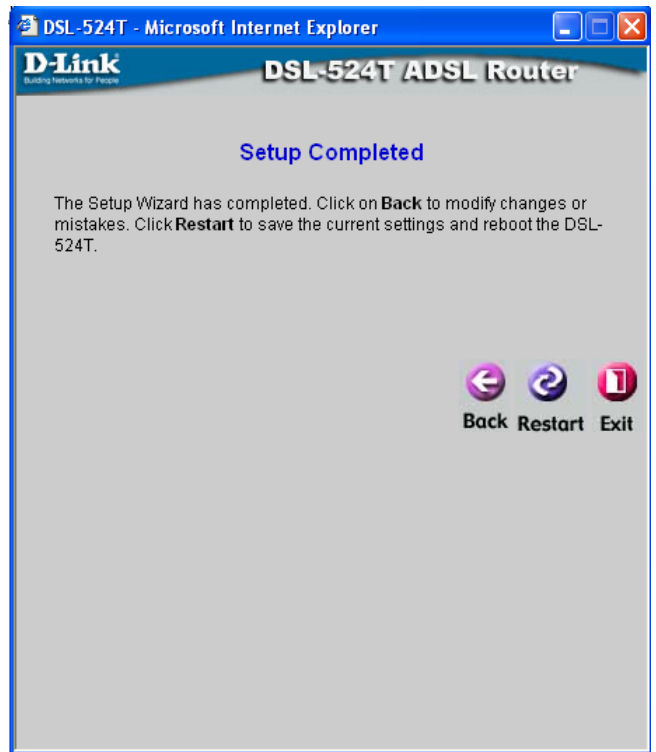 DSL-524T - Microsoft Internet Explorer
D-Link
Building Networks for People
DSL-524T ADSL Router
Setup Completed
The Setup Wizard has completed. Click on Back to modify changes or
mistakes. Click Restart to save the current settings and reboot the DSL-
524T.
Back Restart Exit